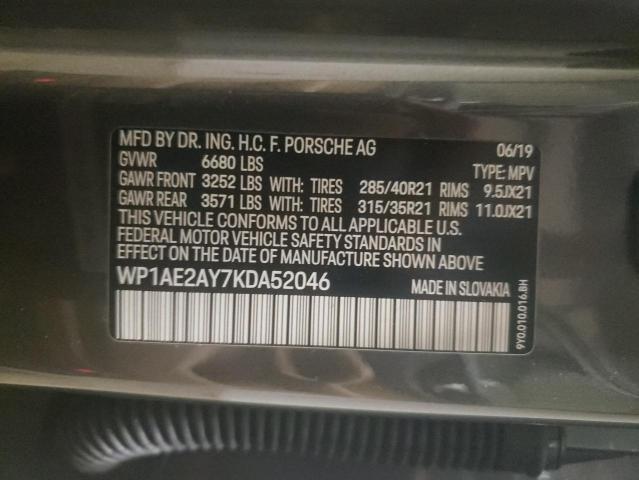 MFD BY DR. ING. H.C. F. PORSCHE AG 06/19
GVWR 6680 LBS TYPE: MPV
GAWR FRONT 3252 LBS WITH: TIRES 285/40R21 RIMS 9.5JX21
GAWR REAR 3571 LBS WITH: TIRES 315/35R21 RIMS 11.0JX21
THIS VEHICLE CONFORMS TO ALL APPLICABLE U.S.
FEDERAL MOTOR VEHICLE SAFETY STANDARDS IN
EFFECT ON THE DATE OF MANUFACTURE SHOWN ABOVE
WP1AE2AY7KDA52046 MADE IN SLOVAKIA
9Y0.010.016.BH